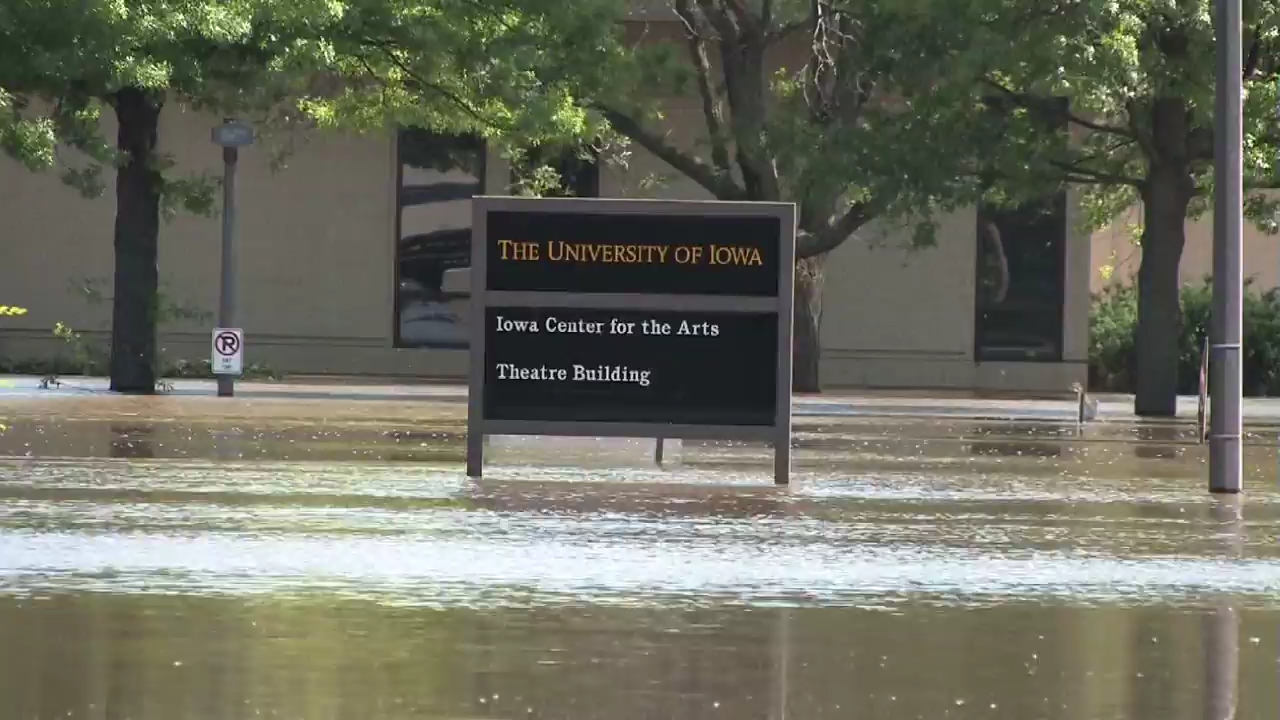 THE UNIVERSITY OF IOWA
Iowa Center for the Arts
Theatre Building